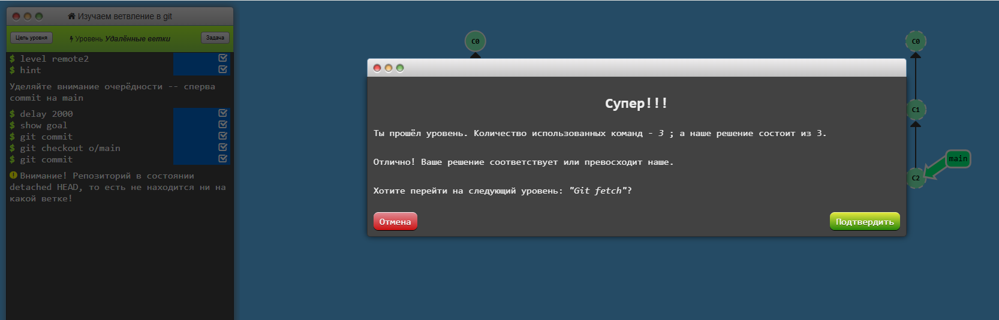 Изучаем ветвление в git
Цель уровня
Уровень Удалённые ветки
Задача
$ level remote2
$ hint
Уделяйте внимание очерёдности -- сперва
commit на main
$ delay 2000
$ show goal
$ git commit
$ git checkout o/main
$ git commit
Внимание! Репозиторий в состоянии
detached HEAD, то есть не находится ни на
какой ветке!
C0
Супер!!!
Ты прошёл уровень. Количество использованных команд - 3 ; а наше решение состоит из 3.
Отлично! Ваше решение соответствует или превосходит наше.
Хотите перейти на следующий уровень: "Git fetch"?
Отмена
Подтвердить
C0
C1
main
C2